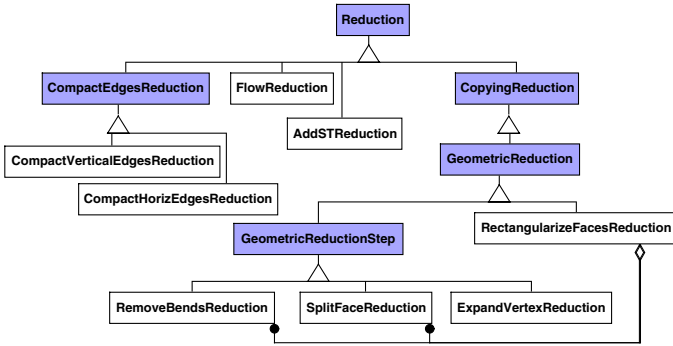 Reduction
CompactEdgesReduction
FlowReduction
CopyingReduction
AddSTReduction
CompactVerticalEdgesReduction
GeometricReduction
CompactHorizEdgesReduction
RectangularizeFacesReduction
GeometricReductionStep
RemoveBendsReduction
SplitFaceReduction
ExpandVertexReduction